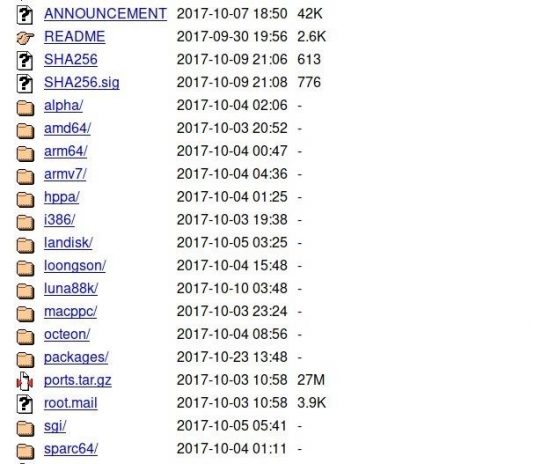 ANNOUNCEMENT 2017-10-07 18:50 42K
README 2017-09-30 19:56 2.6K
SHA256 2017-10-09 21:06 613
SHA256.sig 2017-10-09 21:08 776
alpha/ 2017-10-04 02:06 -
amd64/ 2017-10-03 20:52 -
arm64/ 2017-10-04 00:47 -
armv7/ 2017-10-04 04:36 -
hppa/ 2017-10-04 01:25 -
i386/ 2017-10-03 19:38 -
landisk/ 2017-10-05 03:25 -
loongson/ 2017-10-04 15:48 -
luna88k/ 2017-10-10 03:48 -
macppc/ 2017-10-03 23:24 -
octeon/ 2017-10-04 08:56 -
packages/ 2017-10-23 13:48 -
ports.tar.gz 2017-10-03 10:58 27M
root.mail 2017-10-03 10:58 3.9K
sgi/ 2017-10-05 05:41 -
sparc64/ 2017-10-04 01:11 -